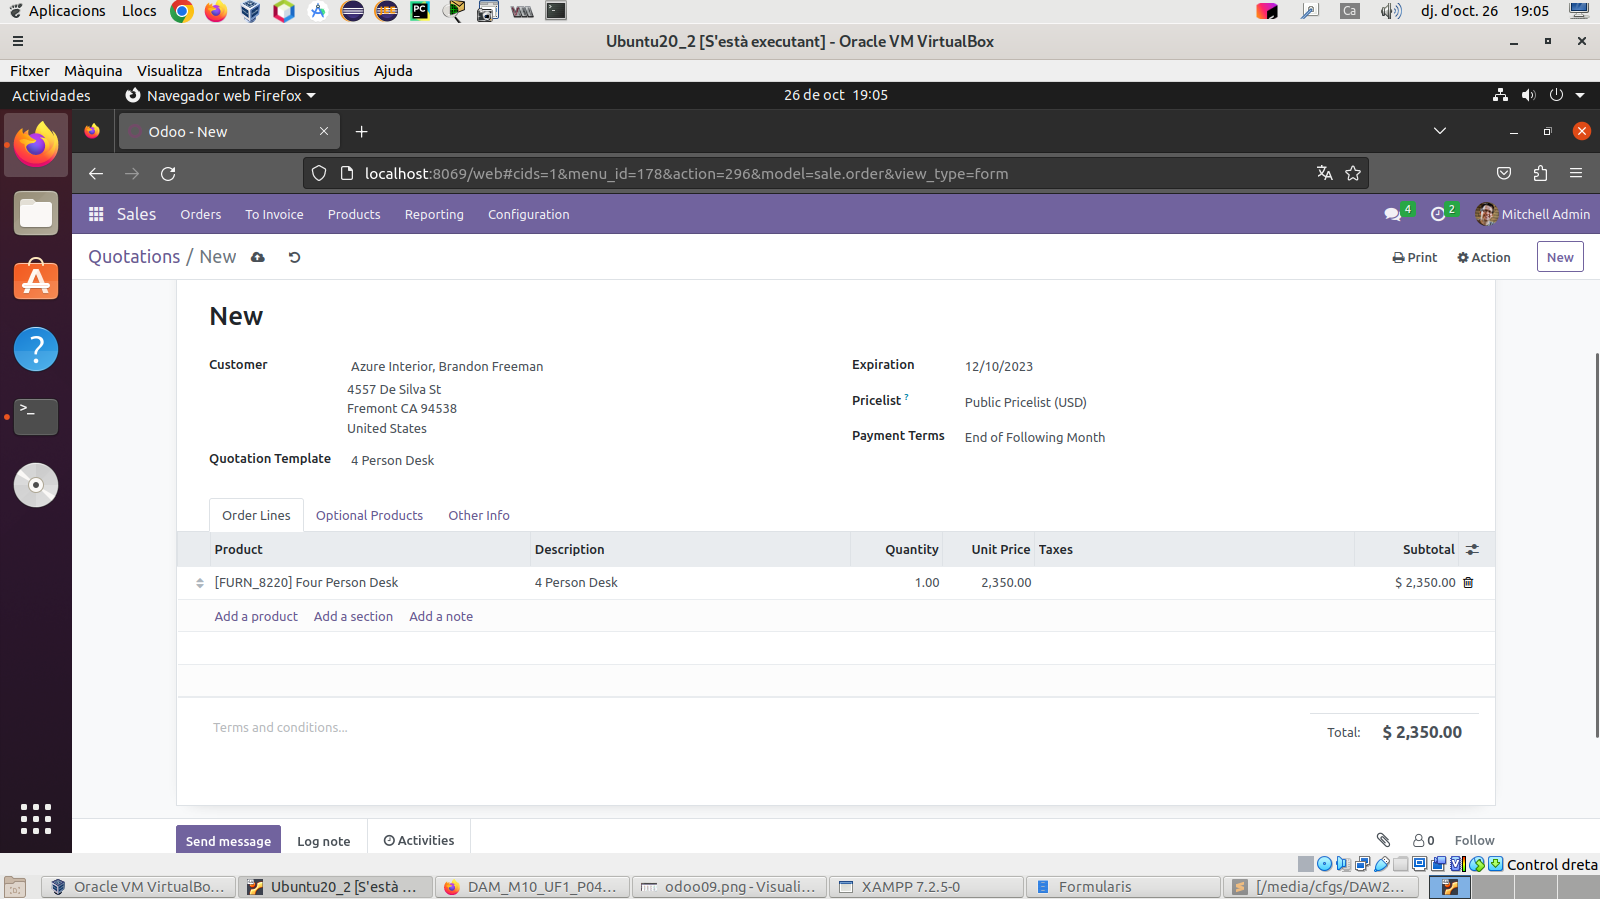 Aplicacions Llocs Ca dj. d'oct. 26 19:05
Ubuntu20_2 [S'està executant] - Oracle VM VirtualBox
Fitxer Màquina Visualitza Entrada Dispositius Ajuda
Actividades Navegador web Firefox 26 de oct 19:05
Odoo - New
localhost:8069/web#cids=1&menu_id=178&action=296&model=sale.order&view_type=form
Sales Orders To Invoice Products Reporting Configuration 4 2 Mitchell Admin
Quotations / New Print Action New
New
Customer Azure Interior, Brandon Freeman Expiration 12/10/2023
4557 De Silva St
Fremont CA 94538 Pricelist ? Public Pricelist (USD)
United States Payment Terms End of Following Month
Quotation Template 4 Person Desk
Order Lines Optional Products Other Info
Product Description Quantity Unit Price Taxes Subtotal
[FURN_8220] Four Person Desk 4 Person Desk 1.00 2,350.00 $ 2,350.00
Add a product Add a section Add a note
Terms and conditions...
Total: $ 2,350.00
Send message Log note Activities 0 Follow
Control dreta
Oracle VM VirtualBo... Ubuntu20_2 [S'està ... DAM_M10_UF1_P04... odoo09.png - Visuali... XAMPP 7.2.5-0 Formularis [/media/cfgs/DAW2...